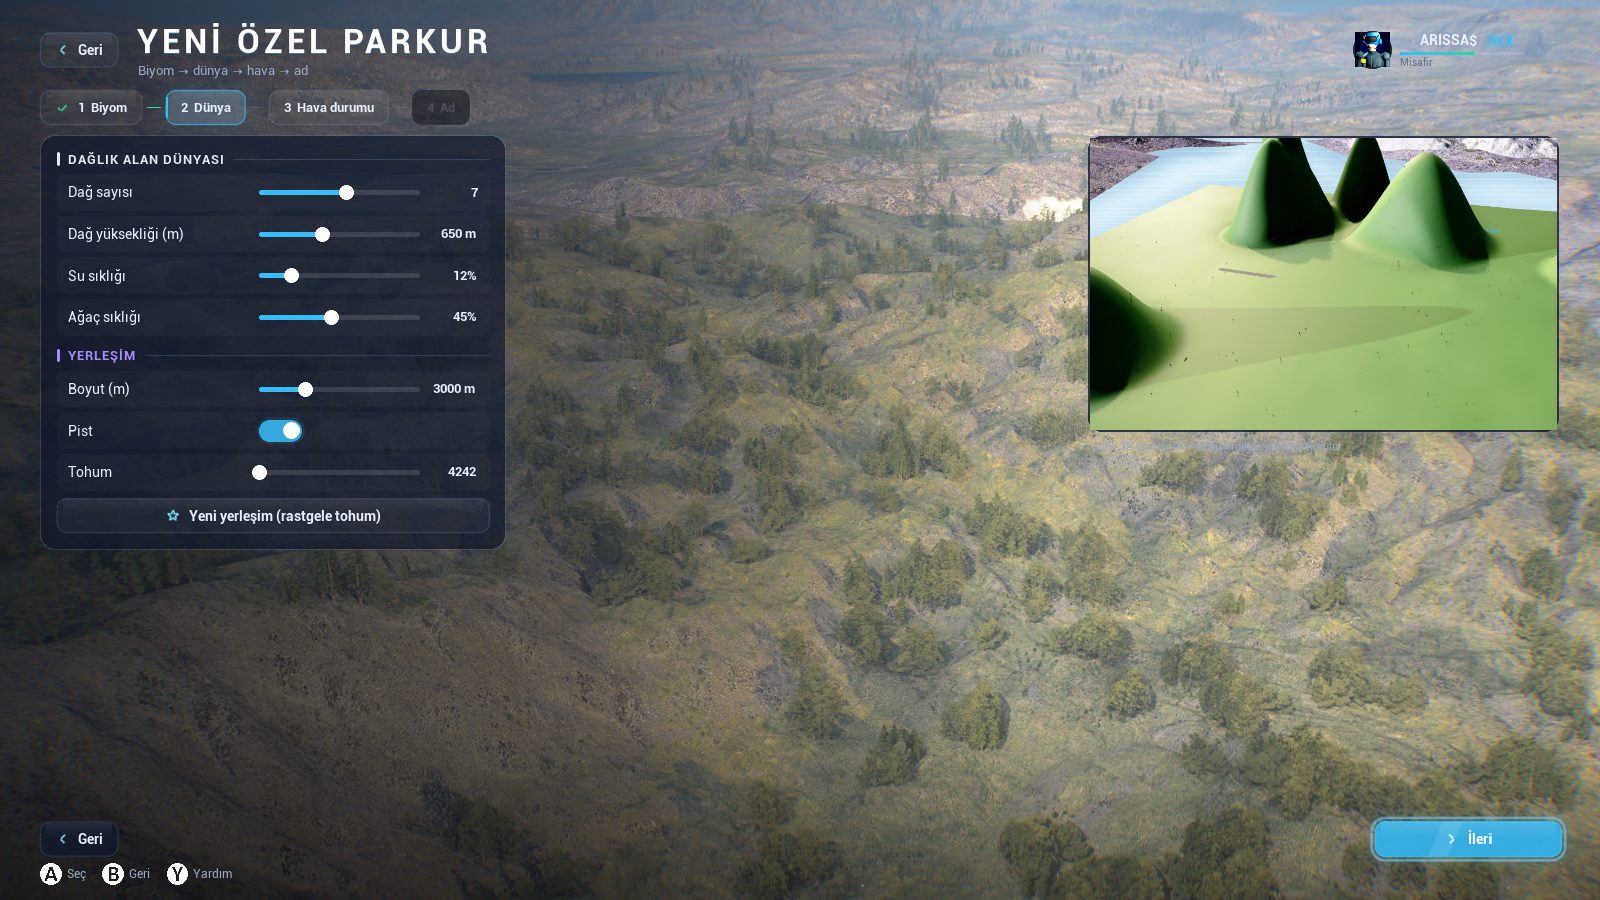 Geri
YENİ ÖZEL PARKUR
Biyom → dünya → hava → ad
ARISSA$
Misafir
1 Biyom
2 Dünya
3 Hava durumu
4 Ad
DAĞLIK ALAN DÜNYASI
Dağ sayısı 7
Dağ yüksekliği (m) 650 m
Su sıklığı 12%
Ağaç sıklığı 45%
YERLEŞİM
Boyut (m) 3000 m
Pist
Tohum 4242
Yeni yerleşim (rastgele tohum)
Geri
İleri
A Seç B Geri Y Yardım